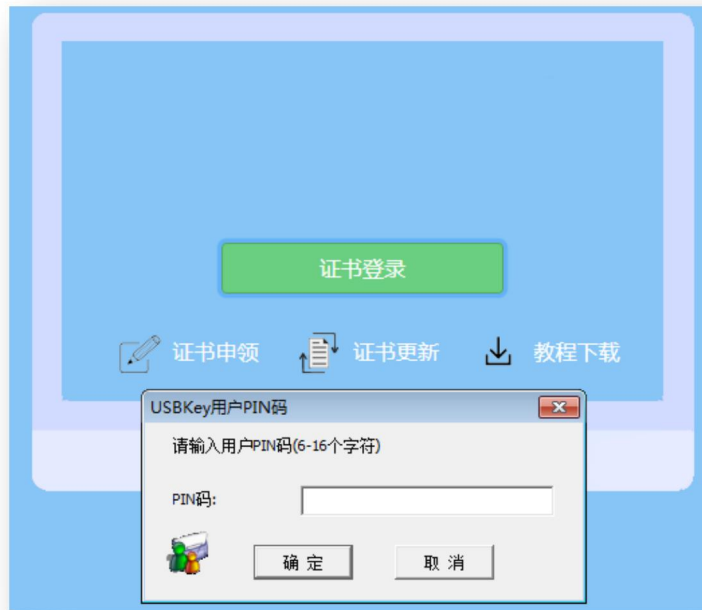 证书登录
证书申领 证书更新 教程下载
USBKey用户PIN码
请输入用户PIN码(6-16个字符)
PIN码:
确定 取消